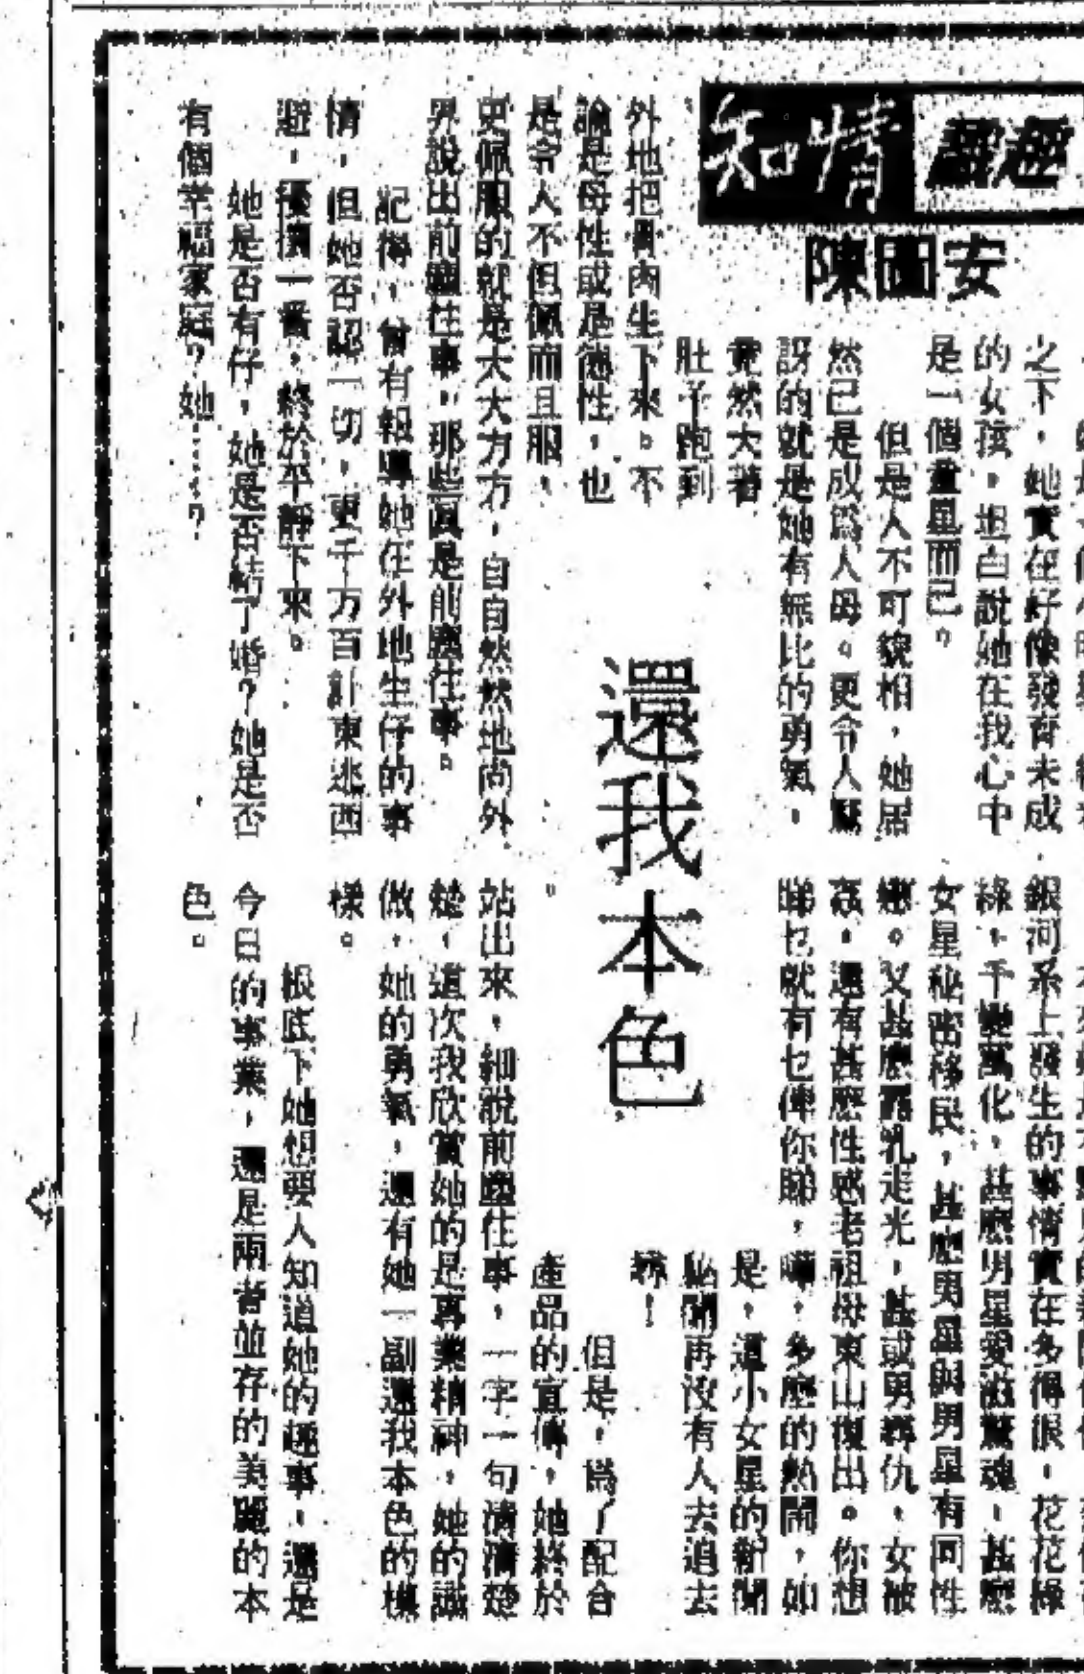 知情
趣趣
陳圖安
還我本色
之下，她實在好像發育未成
的女孩，坦白說她在我心中
是一個童星而已。
但是人不可貌相，她居
然已是成爲人母。更令人驚
訝的就是她有無比的勇氣，
竟然大着
肚子跑到
外地把骨肉生下來。不
論是母性或是德性，也
是令人不但佩而且服，
更佩服的就是大大方方，自自然然地尚外
界說出前塵往事，那些眞是前塵往事。
記得，曾有報導她在外地生仔的事
情，但她否認一切，更千方百計東逃西
避，擾攘一番，終於平靜下來。
她是否有仔，她是否結了婚？她是否
有個幸福家庭？她⋯⋯？
銀河系上發生的事情實在多得很，花花綠
綠，千變萬化，甚麼男星愛滋驚魂，甚麼
女星秘密移民，甚麼男星與男星有同性
戀。又甚麼露乳走光，甚或男尋仇，女被
姦，還有甚麼性感老祖母東山復出。你想
睇乜就有乜俾你睇，嘩，多麼的熱鬧，如
是，這小女星的新聞
點閙再沒有人去追去
尋！
但是，爲了配合
產品的宣傳，她終於
站出來，細說前塵往事，一字一句清清楚
楚，這次我欣賞她的是專業精神，她的識
做，她的勇氣，還有她一副還我本色的模
樣。
根底下她想要人知道她的趣事，還是
今日的事業，還是兩者並存的美麗的本
色。